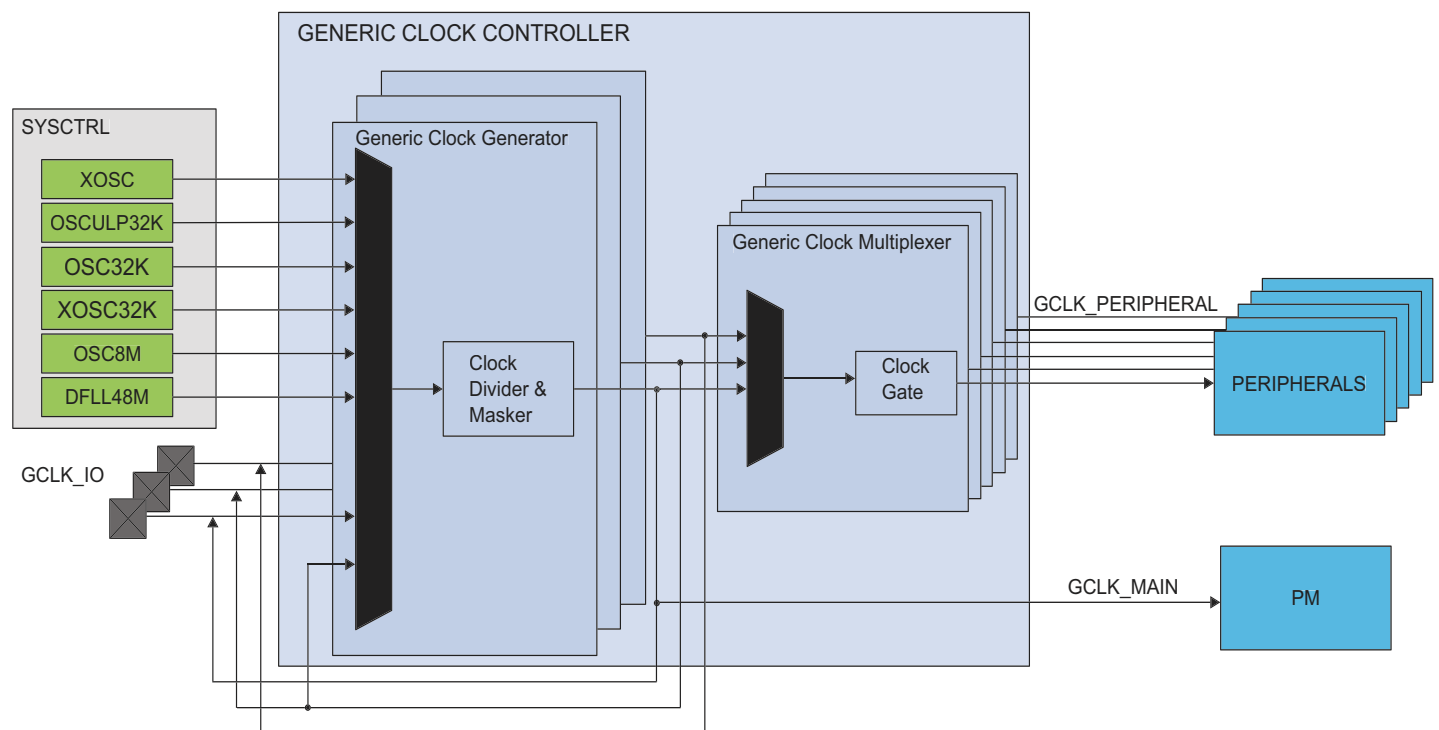 GENERIC CLOCK CONTROLLER
SYSCTRL
XOSC
OSCULP32K
OSC32K
XOSC32K
OSC8M
DFLL48M
GCLK_IO
Generic Clock Generator
Clock
Divider &
Masker
Generic Clock Multiplexer
Clock
Gate
GCLK_PERIPHERAL
PERIPHERALS
GCLK_MAIN
PM